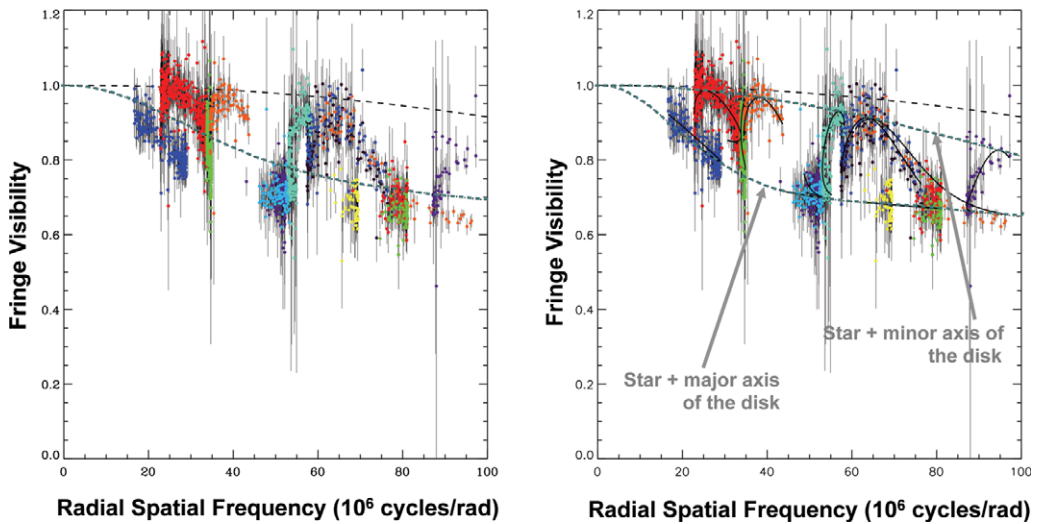 1.2
1.0
0.8
0.6
0.4
0.2
0.0
0 20 40 60 80 100
Fringe Visibility
Radial Spatial Frequency (10⁶ cycles/rad)
1.2
1.0
0.8
0.6
0.4
0.2
0.0
0 20 40 60 80 100
Fringe Visibility
Radial Spatial Frequency (10⁶ cycles/rad)
Star + minor axis of
the disk
Star + major axis
of the disk